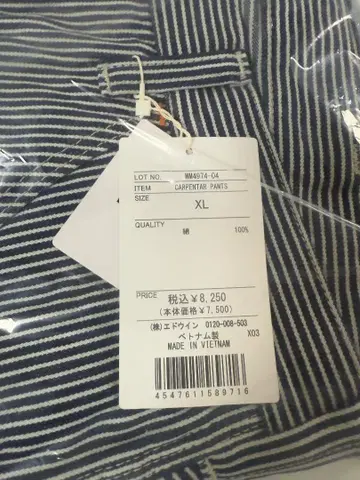 LOT NO. WM4974-04
ITEM CARPENTAR PANTS
SIZE XL
QUALITY
綿 100%
PRICE 税込¥8,250
(本体価格¥7,500)
(株)エドウイン 0120-008-503
ベトナム製 X03
MADE IN VIETNAM
4547611589716